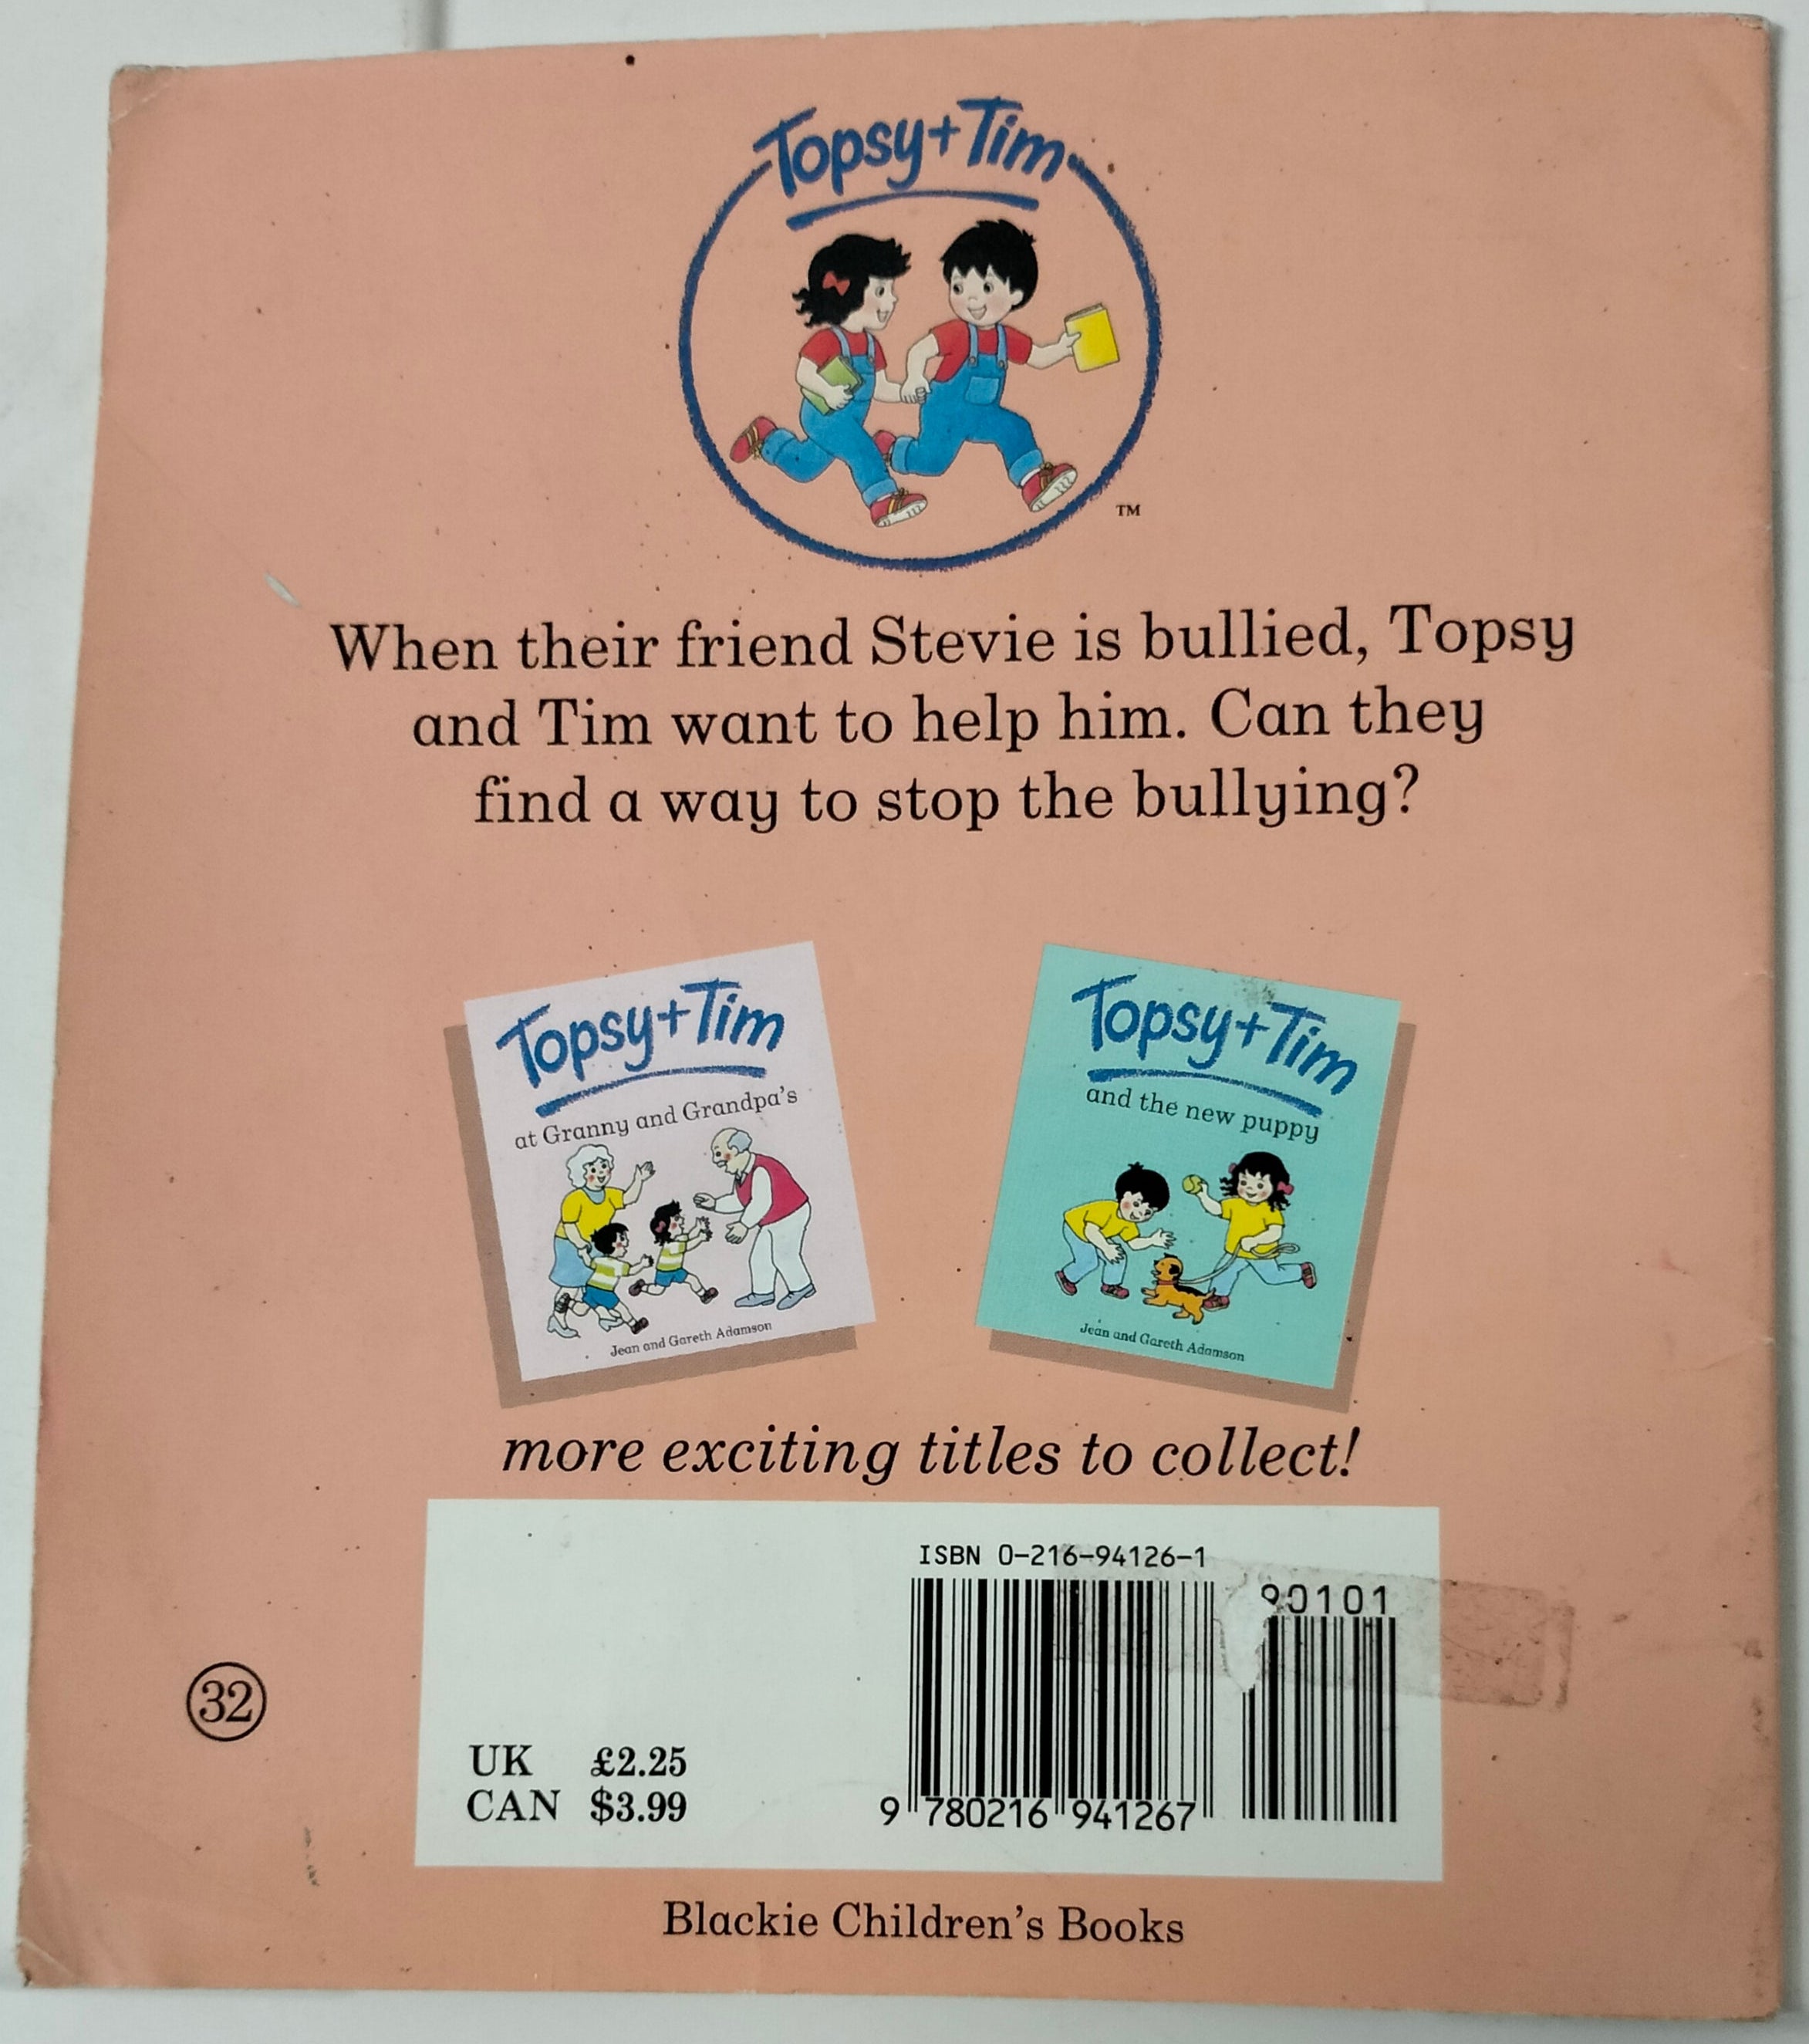 Topsy+Tim
TM
When their friend Stevie is bullied, Topsy
and Tim want to help him. Can they
find a way to stop the bullying?
Topsy+Tim
at Granny and Grandpa's
Jean and Gareth Adamson
Topsy+Tim
and the new puppy
Jean and Gareth Adamson
more exciting titles to collect!
ISBN 0-216-94126-1
90101
9 780216 941267
32
UK £2.25
CAN $3.99
Blackie Children's Books